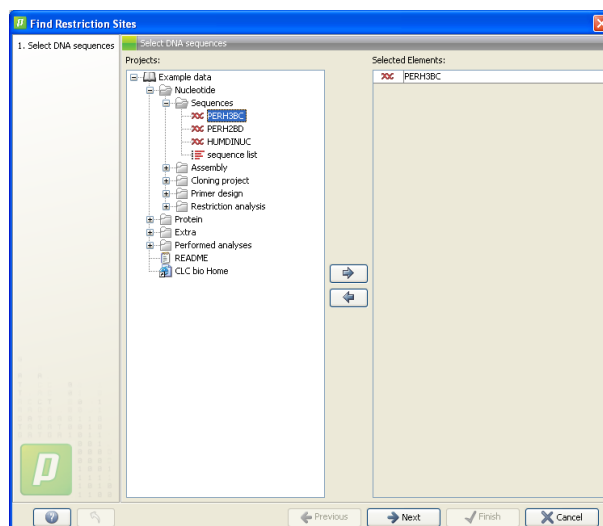 Find Restriction Sites
1. Select DNA sequences
Select DNA sequences
Projects:
Example data
Nucleotide
Sequences
PERH3BC
PERH2BD
HUMDINUC
sequence list
Assembly
Cloning project
Primer design
Restriction analysis
Protein
Extra
Performed analyses
README
CLC bio Home
Selected Elements:
PERH3BC
Previous
Next
Finish
Cancel